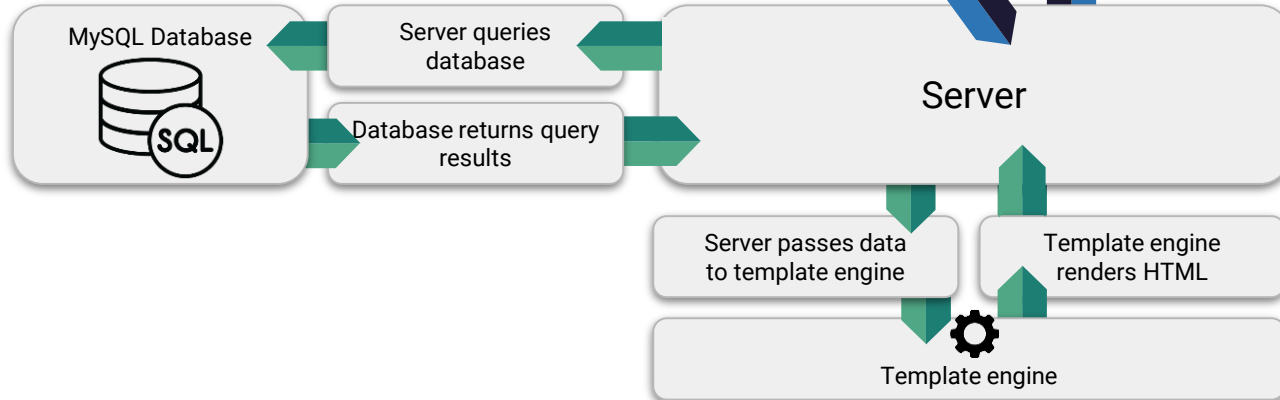 MySQL Database
SQL
Server queries
database
Database returns query
results
Server
Server passes data
to template engine
Template engine
renders HTML
Template engine